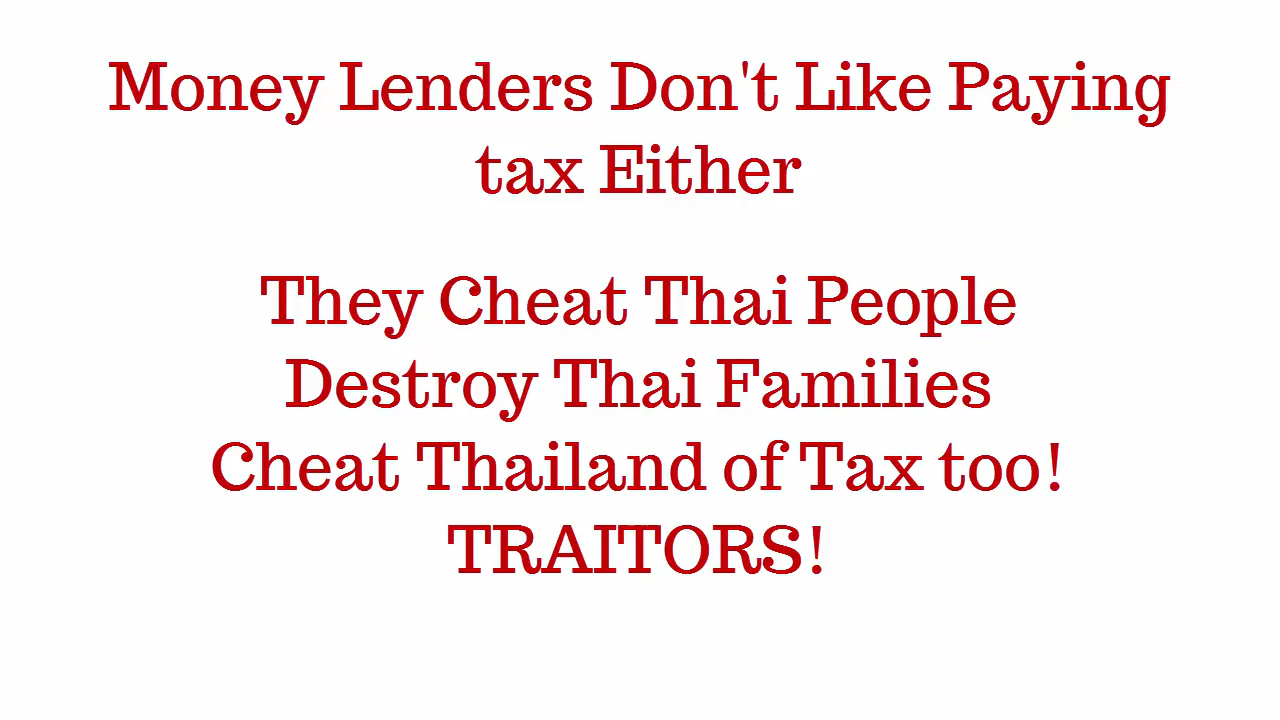 Money Lenders Don't Like Paying
tax Either
They Cheat Thai People
Destroy Thai Families
Cheat Thailand of Tax too!
TRAITORS!